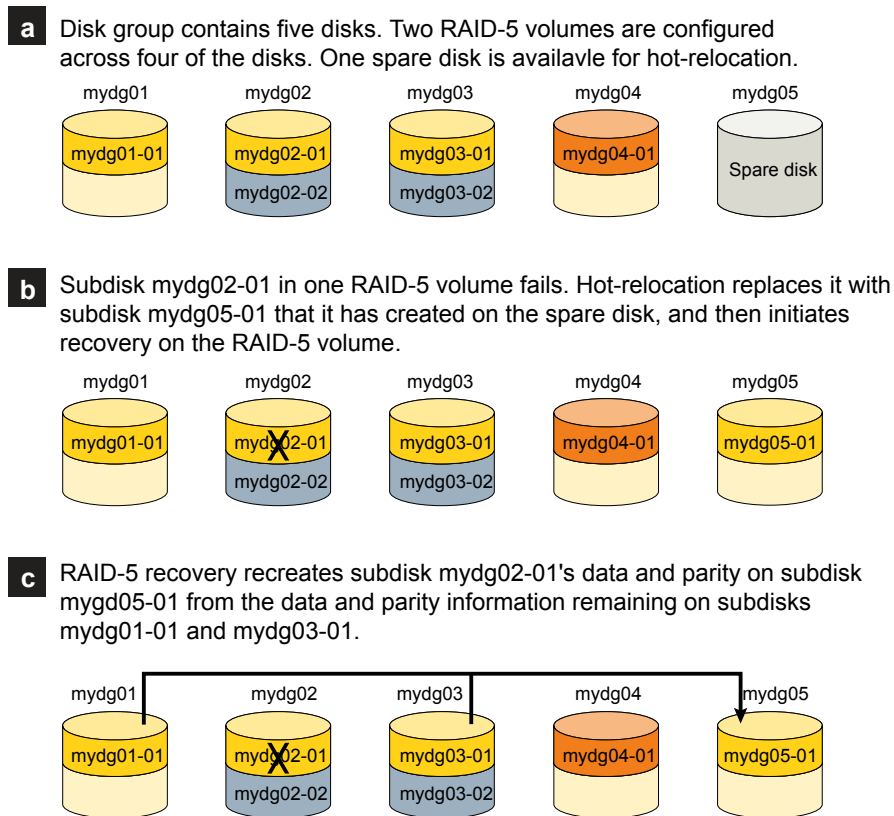 a
Disk group contains five disks. Two RAID-5 volumes are configured
across four of the disks. One spare disk is availavle for hot-relocation.
mydg01 mydg02 mydg03 mydg04 mydg05
mydg01-01 mydg02-01 mydg03-01 mydg04-01
Spare disk
mydg02-02 mydg03-02
b
Subdisk mydg02-01 in one RAID-5 volume fails. Hot-relocation replaces it with
subdisk mydg05-01 that it has created on the spare disk, and then initiates
recovery on the RAID-5 volume.
mydg01 mydg02 mydg03 mydg04 mydg05
mydg01-01 mydg02-01 mydg03-01 mydg04-01 mydg05-01
X
mydg02-02 mydg03-02
c
RAID-5 recovery recreates subdisk mydg02-01's data and parity on subdisk
mygd05-01 from the data and parity information remaining on subsdisks
mydg01-01 and mydg03-01.
mydg01 mydg02 mydg03 mydg04 mydg05
mydg01-01 mydg02-01 mydg03-01 mydg04-01 mydg05-01
X
mydg02-02 mydg03-02